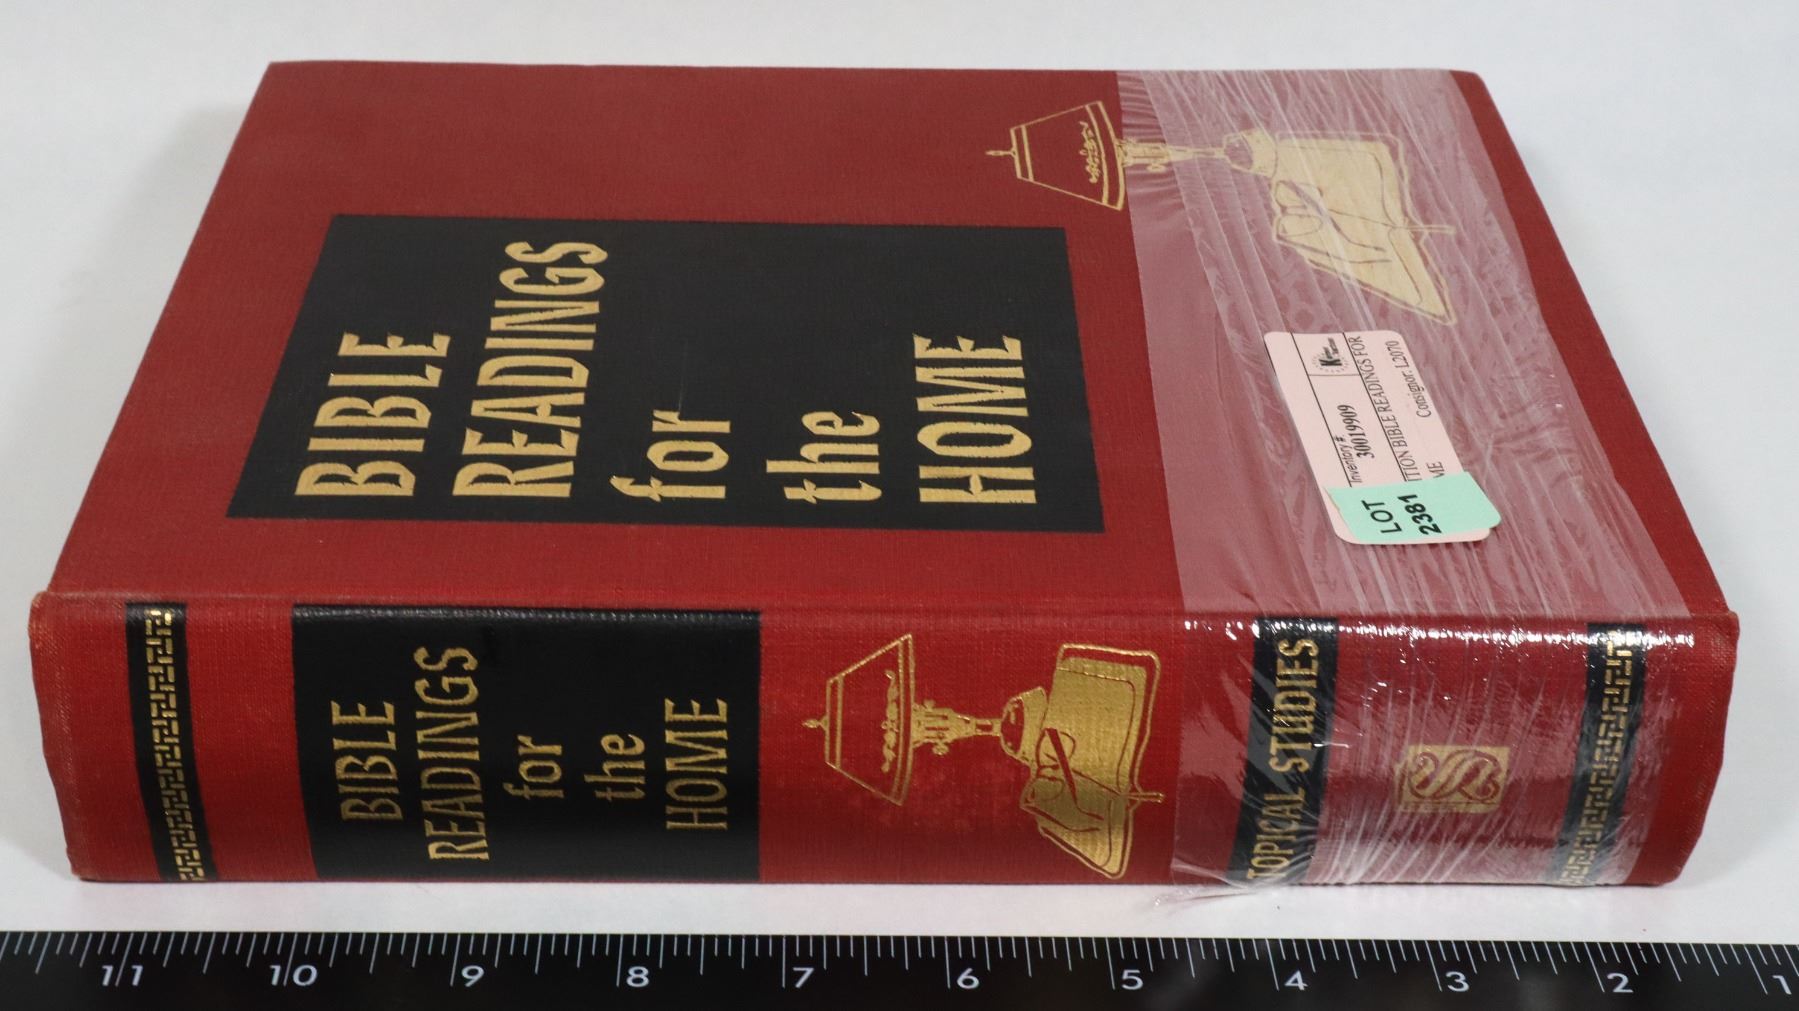 BIBLE
READINGS
for
the
HOME
Inventory #
30019909
TION BIBLE READINGS FOR
ME
Consignor: L2070
LOT
2381
BIBLE
READINGS
for
the
HOME
TOPICAL STUDIES
11 10 9 8 7 6 5 4 3 2 1